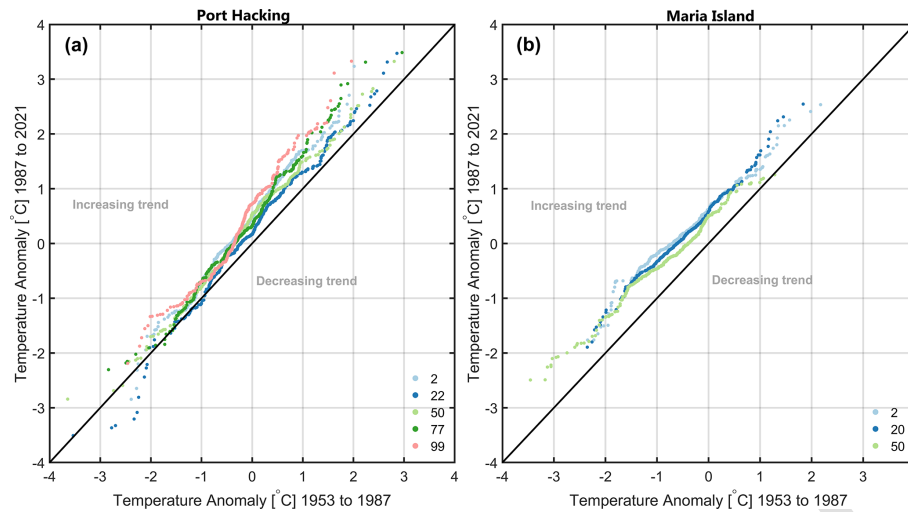 Port Hacking
(a)
4
3
2
1
0
-1
-2
-3
-4
Temperature Anomaly [°C] 1987 to 2021
Increasing trend
Decreasing trend
2
22
50
77
99
-4 -3 -2 -1 0 1 2 3 4
Temperature Anomaly [°C] 1953 to 1987
Maria Island
(b)
4
3
2
1
0
-1
-2
-3
-4
Temperature Anomaly [°C] 1987 to 2021
Increasing trend
Decreasing trend
2
20
50
-4 -3 -2 -1 0 1 2 3 4
Temperature Anomaly [°C] 1953 to 1987